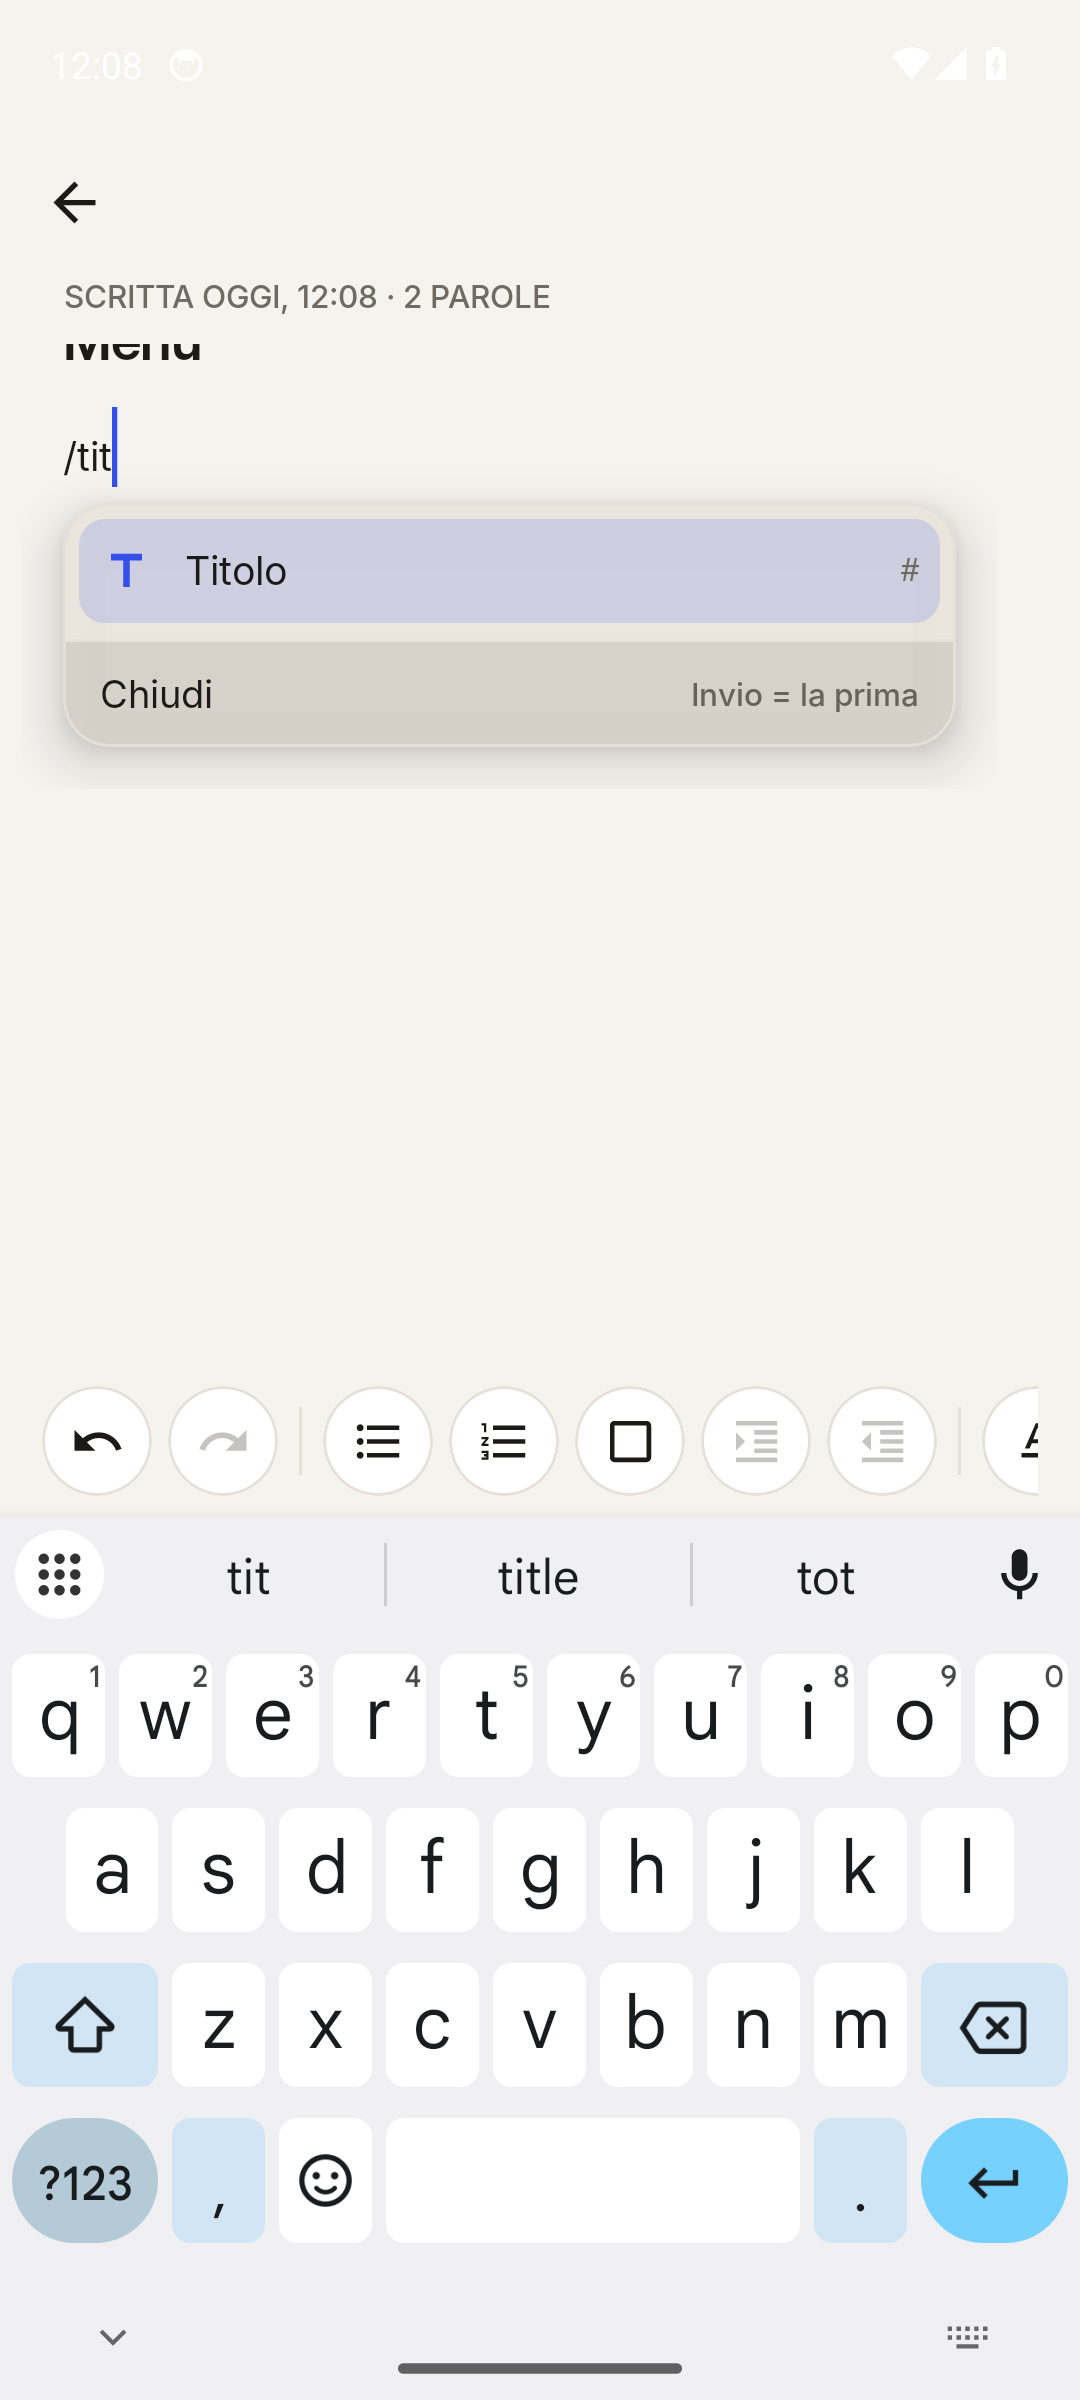 12:08
SCRITTA OGGI, 12:08 · 2 PAROLE
Menu
/tit
Titolo #
Chiudi Invio = la prima
tit title tot
q 1 w 2 e 3 r 4 t 5 y 6 u 7 i 8 o 9 p 0
a s d f g h j k l
z x c v b n m
?123 , .